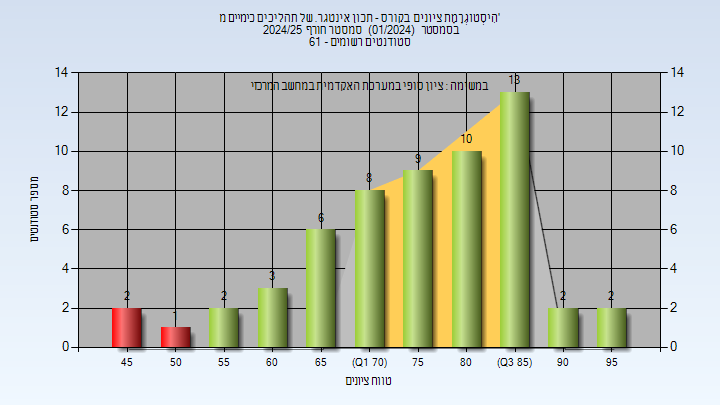 היסטוגרמת ציונים בקורס - תכון אינטגר. של תהליכים כימיים מ'
בסמסטר (01/2024) סמסטר חורף 2024/25
סטודנטים רשומים - 61
במשימה : ציון סופי במערכת האקדמית במחשב המרכזי
מספר סטודנטים
14 14
12 12
10 10
8 8
6 6
4 4
2 2
0 0
2 1 2 3 6 8 9 10 13 2 2
45 50 55 60 65 (Q1 70) 75 80 (Q3 85) 90 95
טווח ציונים